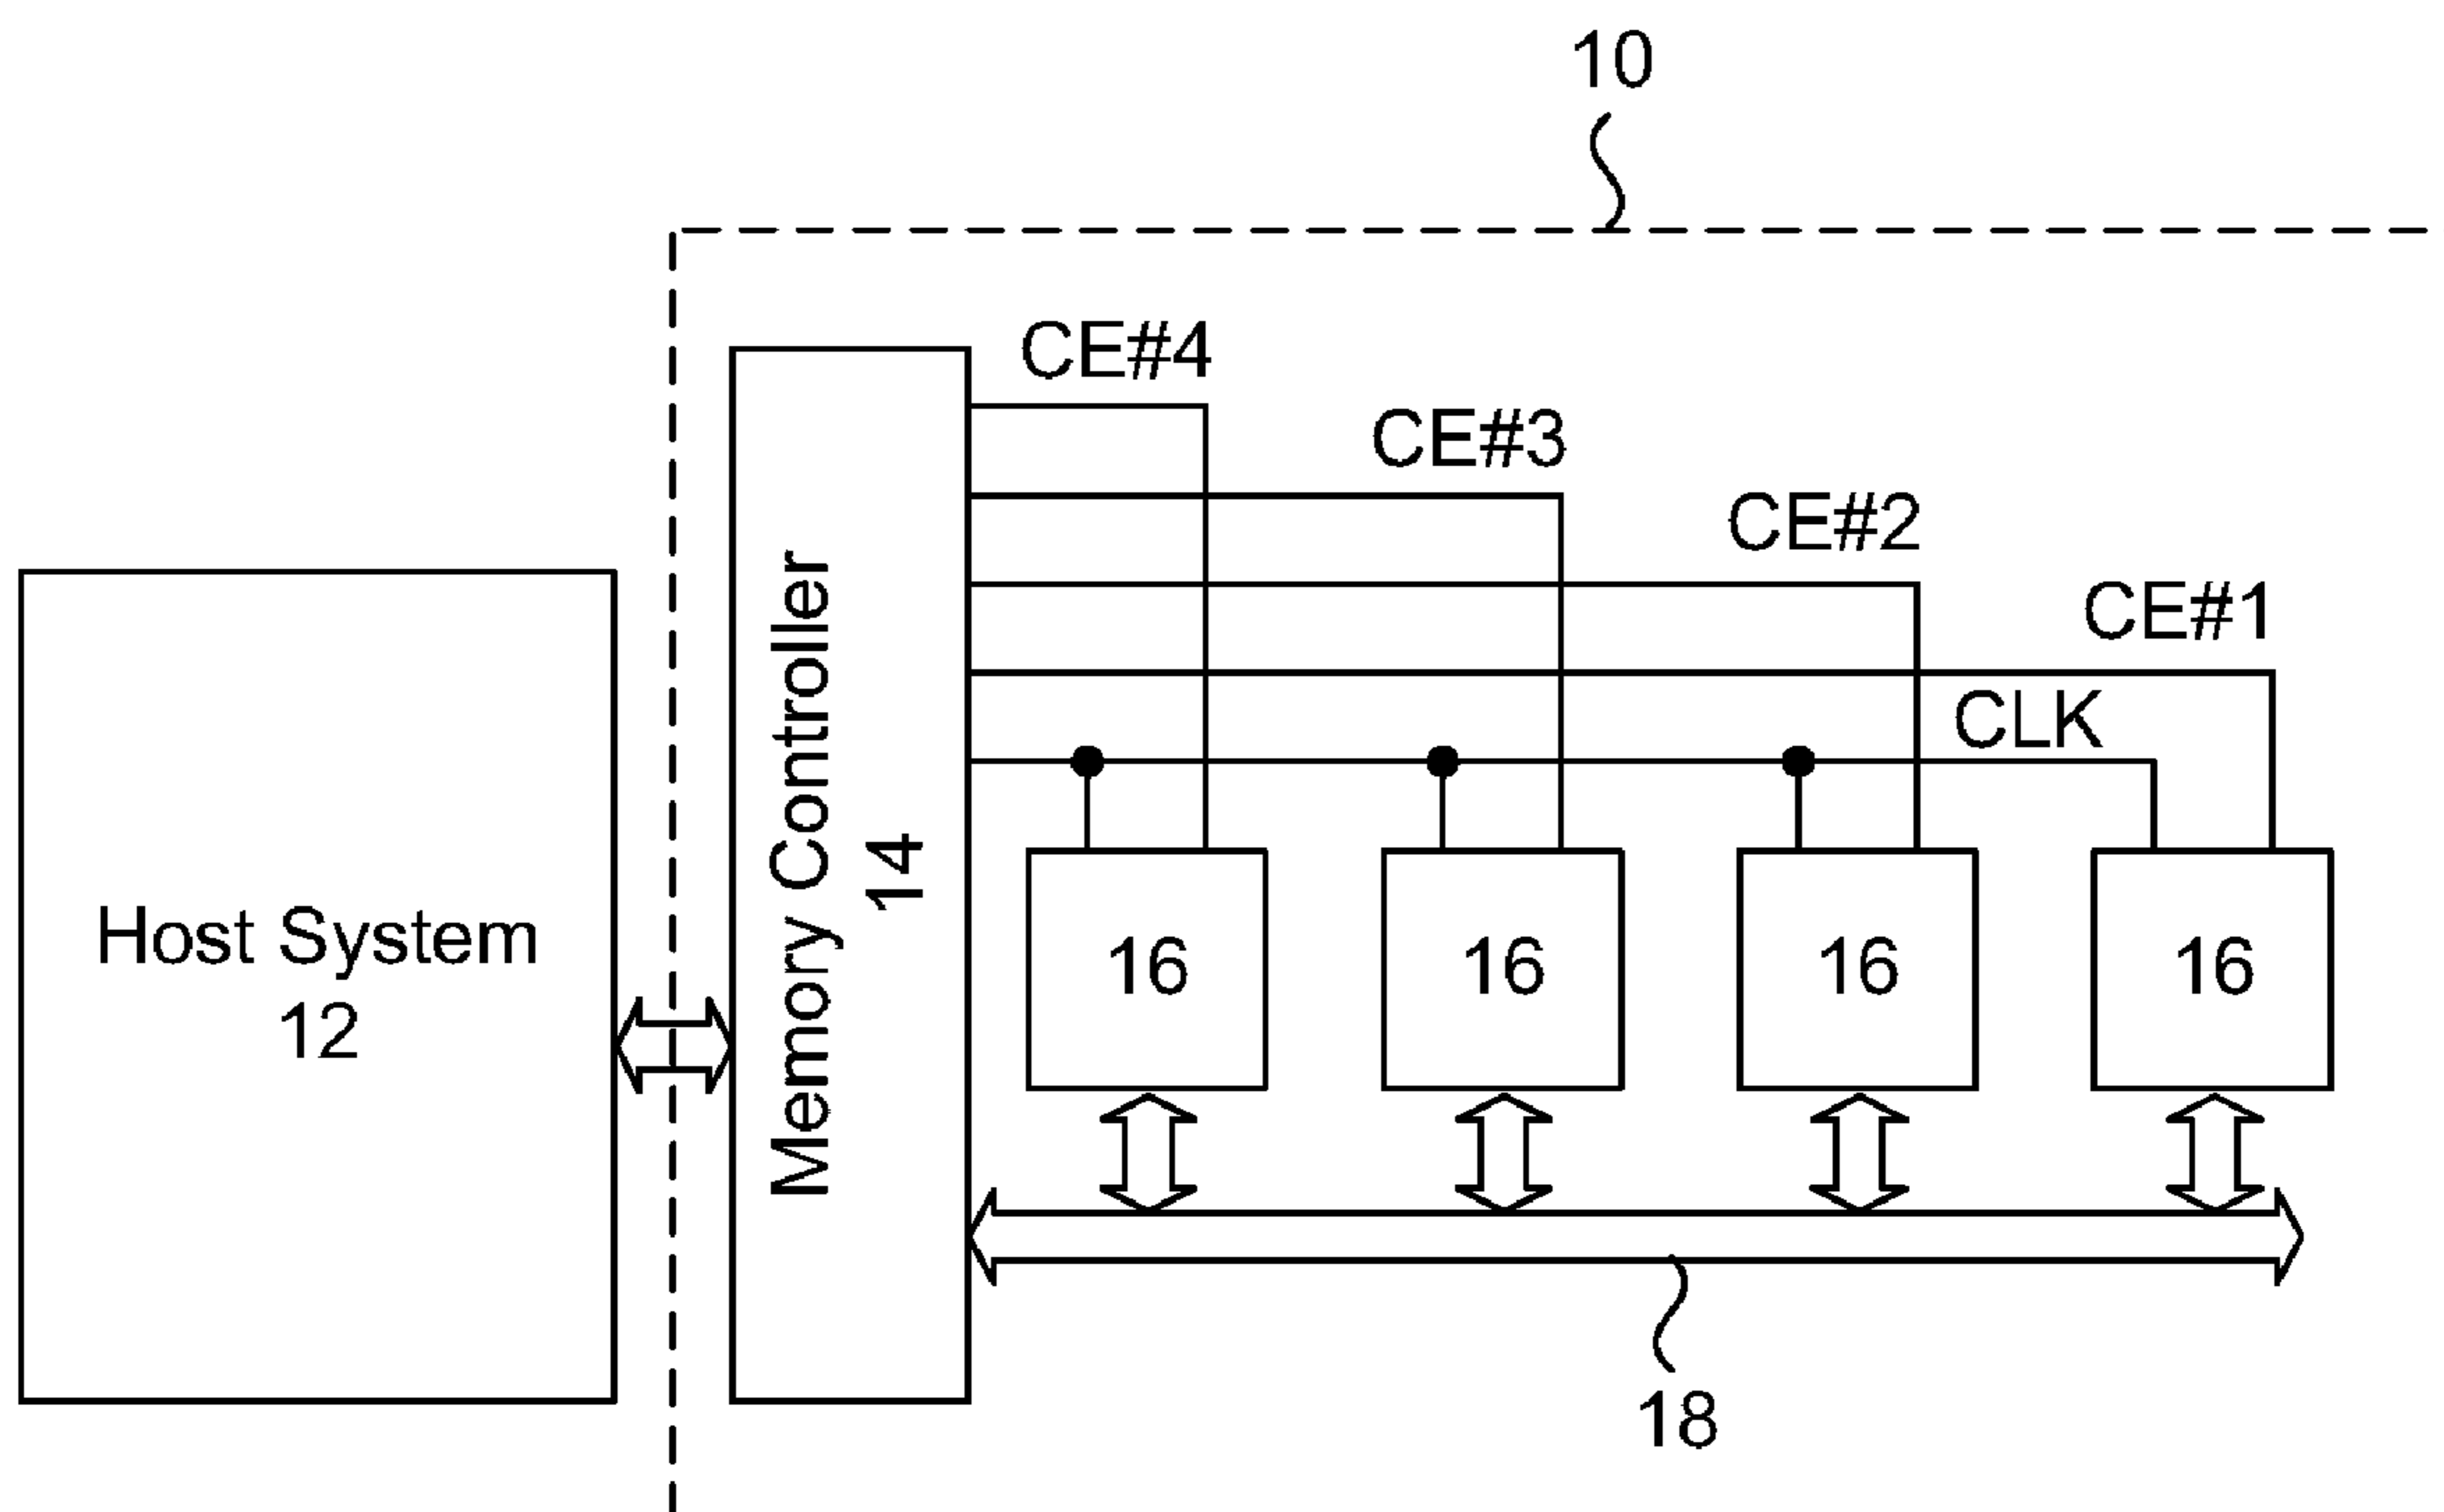 10
CE#4
CE#3
CE#2
CE#1
CLK
Memory Controller
14
Host System
12
16
16
16
16
18